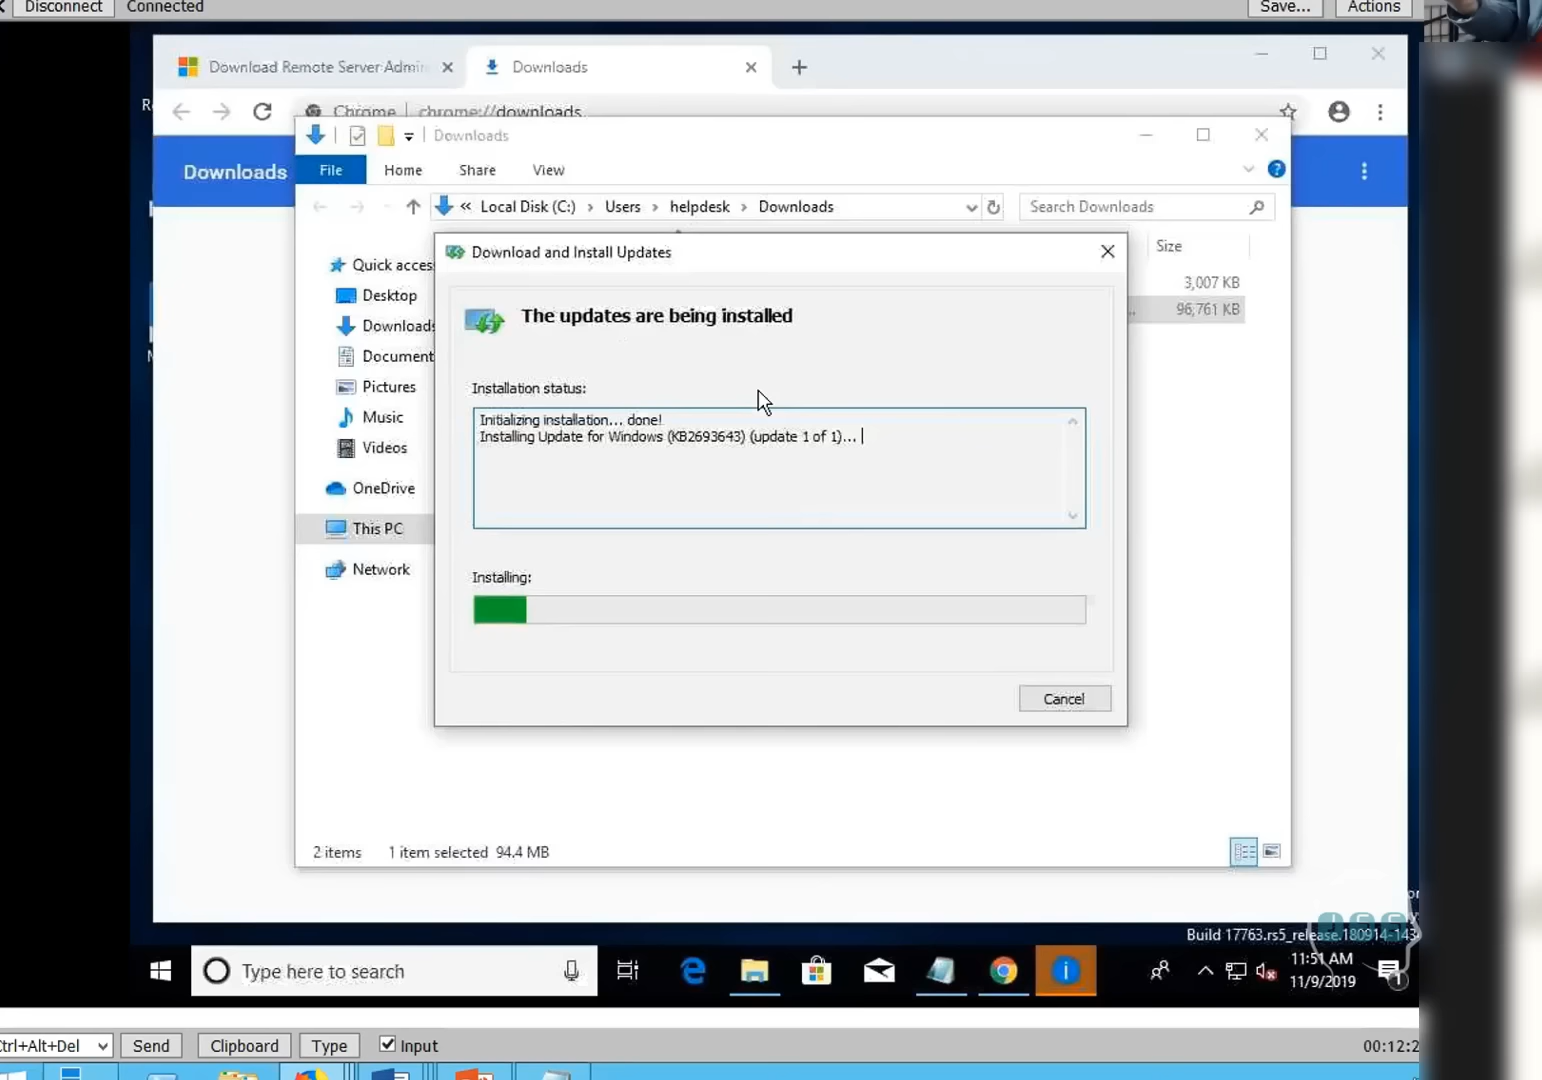 Disconnect Connected Save... Actions
Download Remote Server Admin Downloads
Chrome chrome://downloads
Downloads
Downloads
File Home Share View
« Local Disk (C:) › Users › helpdesk › Downloads Search Downloads
Size
Quick acces
3,007 KB
Desktop
96,761 KB
Downloads
Document
Pictures
Music
Videos
OneDrive
This PC
Network
Download and Install Updates
The updates are being installed
Installation status:
Initializing installation... done!
Installing Update for Windows (KB2693643) (update 1 of 1)...
Installing:
Cancel
2 items 1 item selected 94.4 MB
Build 17763.rs5_release.180914-143
Type here to search
11:51 AM
11/9/2019
1
Ctrl+Alt+Del Send Clipboard Type Input 00:12:2